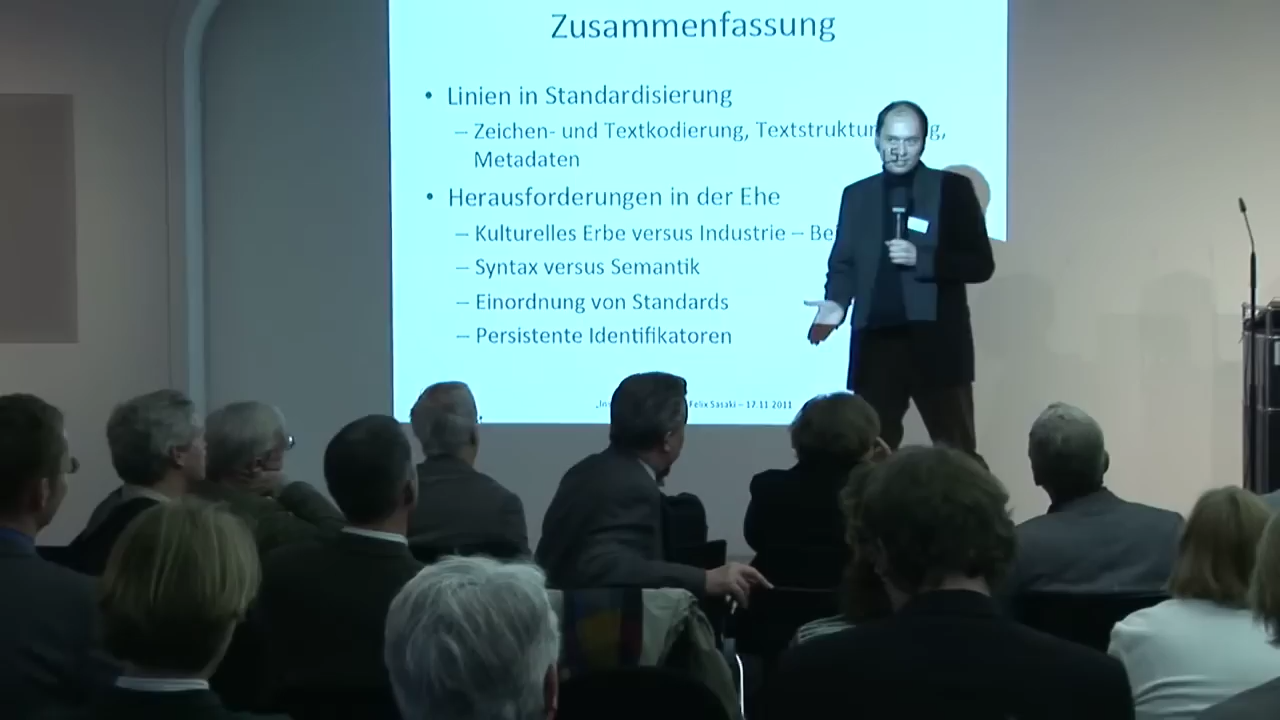 Zusammenfassung
• Linien in Standardisierung
– Zeichen- und Textkodierung, Textstruktur g,
Metadaten
• Herausforderungen in der Ehe
– Kulturelles Erbe versus Industrie – Bei
– Syntax versus Semantik
– Einordnung von Standards
– Persistente Identifikatoren
Felix Sasaki – 17.11 2011